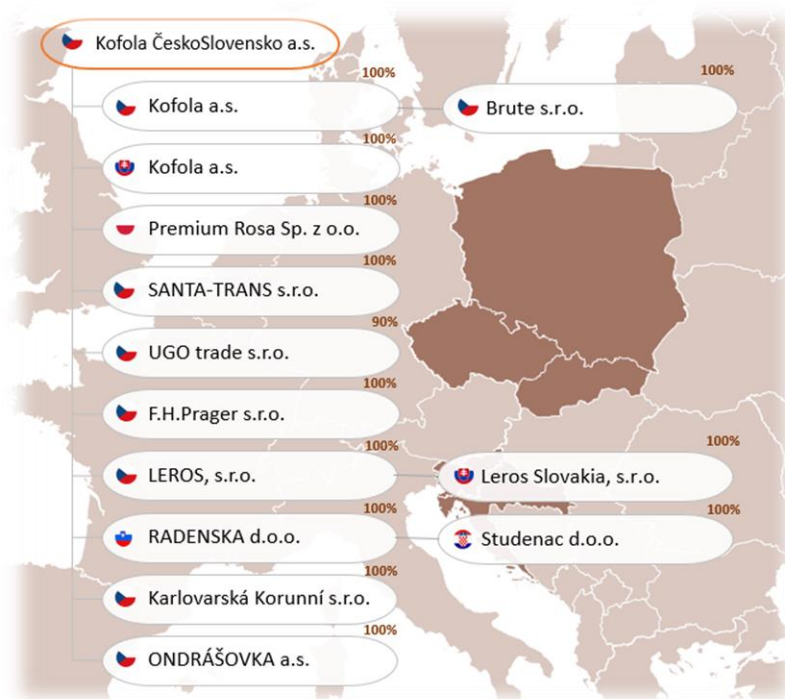 Kofola ČeskoSlovensko a.s.
100%
Kofola a.s.
100%
Brute s.r.o.
100%
Kofola a.s.
100%
Premium Rosa Sp. z o.o.
100%
SANTA-TRANS s.r.o.
90%
UGO trade s.r.o.
100%
F.H.Prager s.r.o.
100%
LEROS, s.r.o.
100%
Leros Slovakia, s.r.o.
100%
RADENSKA d.o.o.
100%
Studenac d.o.o.
100%
Karlovarská Korunní s.r.o.
100%
ONDRÁŠOVKA a.s.